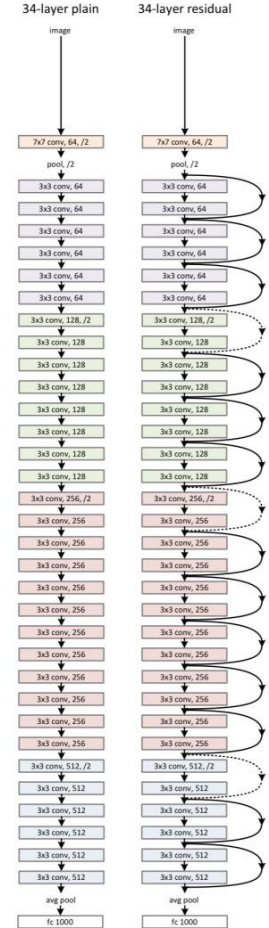 34-layer plain
image
7x7 conv, 64, /2
pool, /2
3x3 conv, 64
3x3 conv, 64
3x3 conv, 64
3x3 conv, 64
3x3 conv, 64
3x3 conv, 64
3x3 conv, 128, /2
3x3 conv, 128
3x3 conv, 128
3x3 conv, 128
3x3 conv, 128
3x3 conv, 128
3x3 conv, 128
3x3 conv, 128
3x3 conv, 256, /2
3x3 conv, 256
3x3 conv, 256
3x3 conv, 256
3x3 conv, 256
3x3 conv, 256
3x3 conv, 256
3x3 conv, 256
3x3 conv, 256
3x3 conv, 256
3x3 conv, 256
3x3 conv, 256
3x3 conv, 512, /2
3x3 conv, 512
3x3 conv, 512
3x3 conv, 512
3x3 conv, 512
3x3 conv, 512
avg pool
fc 1000
34-layer residual
image
7x7 conv, 64, /2
pool, /2
3x3 conv, 64
3x3 conv, 64
3x3 conv, 64
3x3 conv, 64
3x3 conv, 64
3x3 conv, 64
3x3 conv, 128, /2
3x3 conv, 128
3x3 conv, 128
3x3 conv, 128
3x3 conv, 128
3x3 conv, 128
3x3 conv, 128
3x3 conv, 128
3x3 conv, 256, /2
3x3 conv, 256
3x3 conv, 256
3x3 conv, 256
3x3 conv, 256
3x3 conv, 256
3x3 conv, 256
3x3 conv, 256
3x3 conv, 256
3x3 conv, 256
3x3 conv, 256
3x3 conv, 256
3x3 conv, 512, /2
3x3 conv, 512
3x3 conv, 512
3x3 conv, 512
3x3 conv, 512
3x3 conv, 512
avg pool
fc 1000